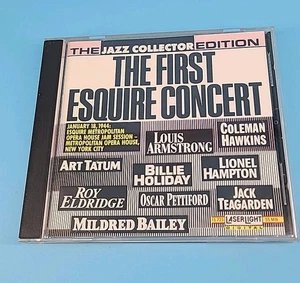 THE JAZZ COLLECTOR EDITION
THE FIRST
ESQUIRE CONCERT
JANUARY 18, 1944:
ESQUIRE METROPOLITAN
OPERA HOUSE JAM SESSION –
METROPOLITAN OPERA HOUSE,
NEW YORK CITY
LOUIS
ARMSTRONG
COLEMAN
HAWKINS
ART TATUM
BILLIE
HOLIDAY
LIONEL
HAMPTON
ROY
ELDRIDGE
OSCAR PETTIFORD
JACK
TEAGARDEN
MILDRED BAILEY
LASERLIGHT
DIGITAL